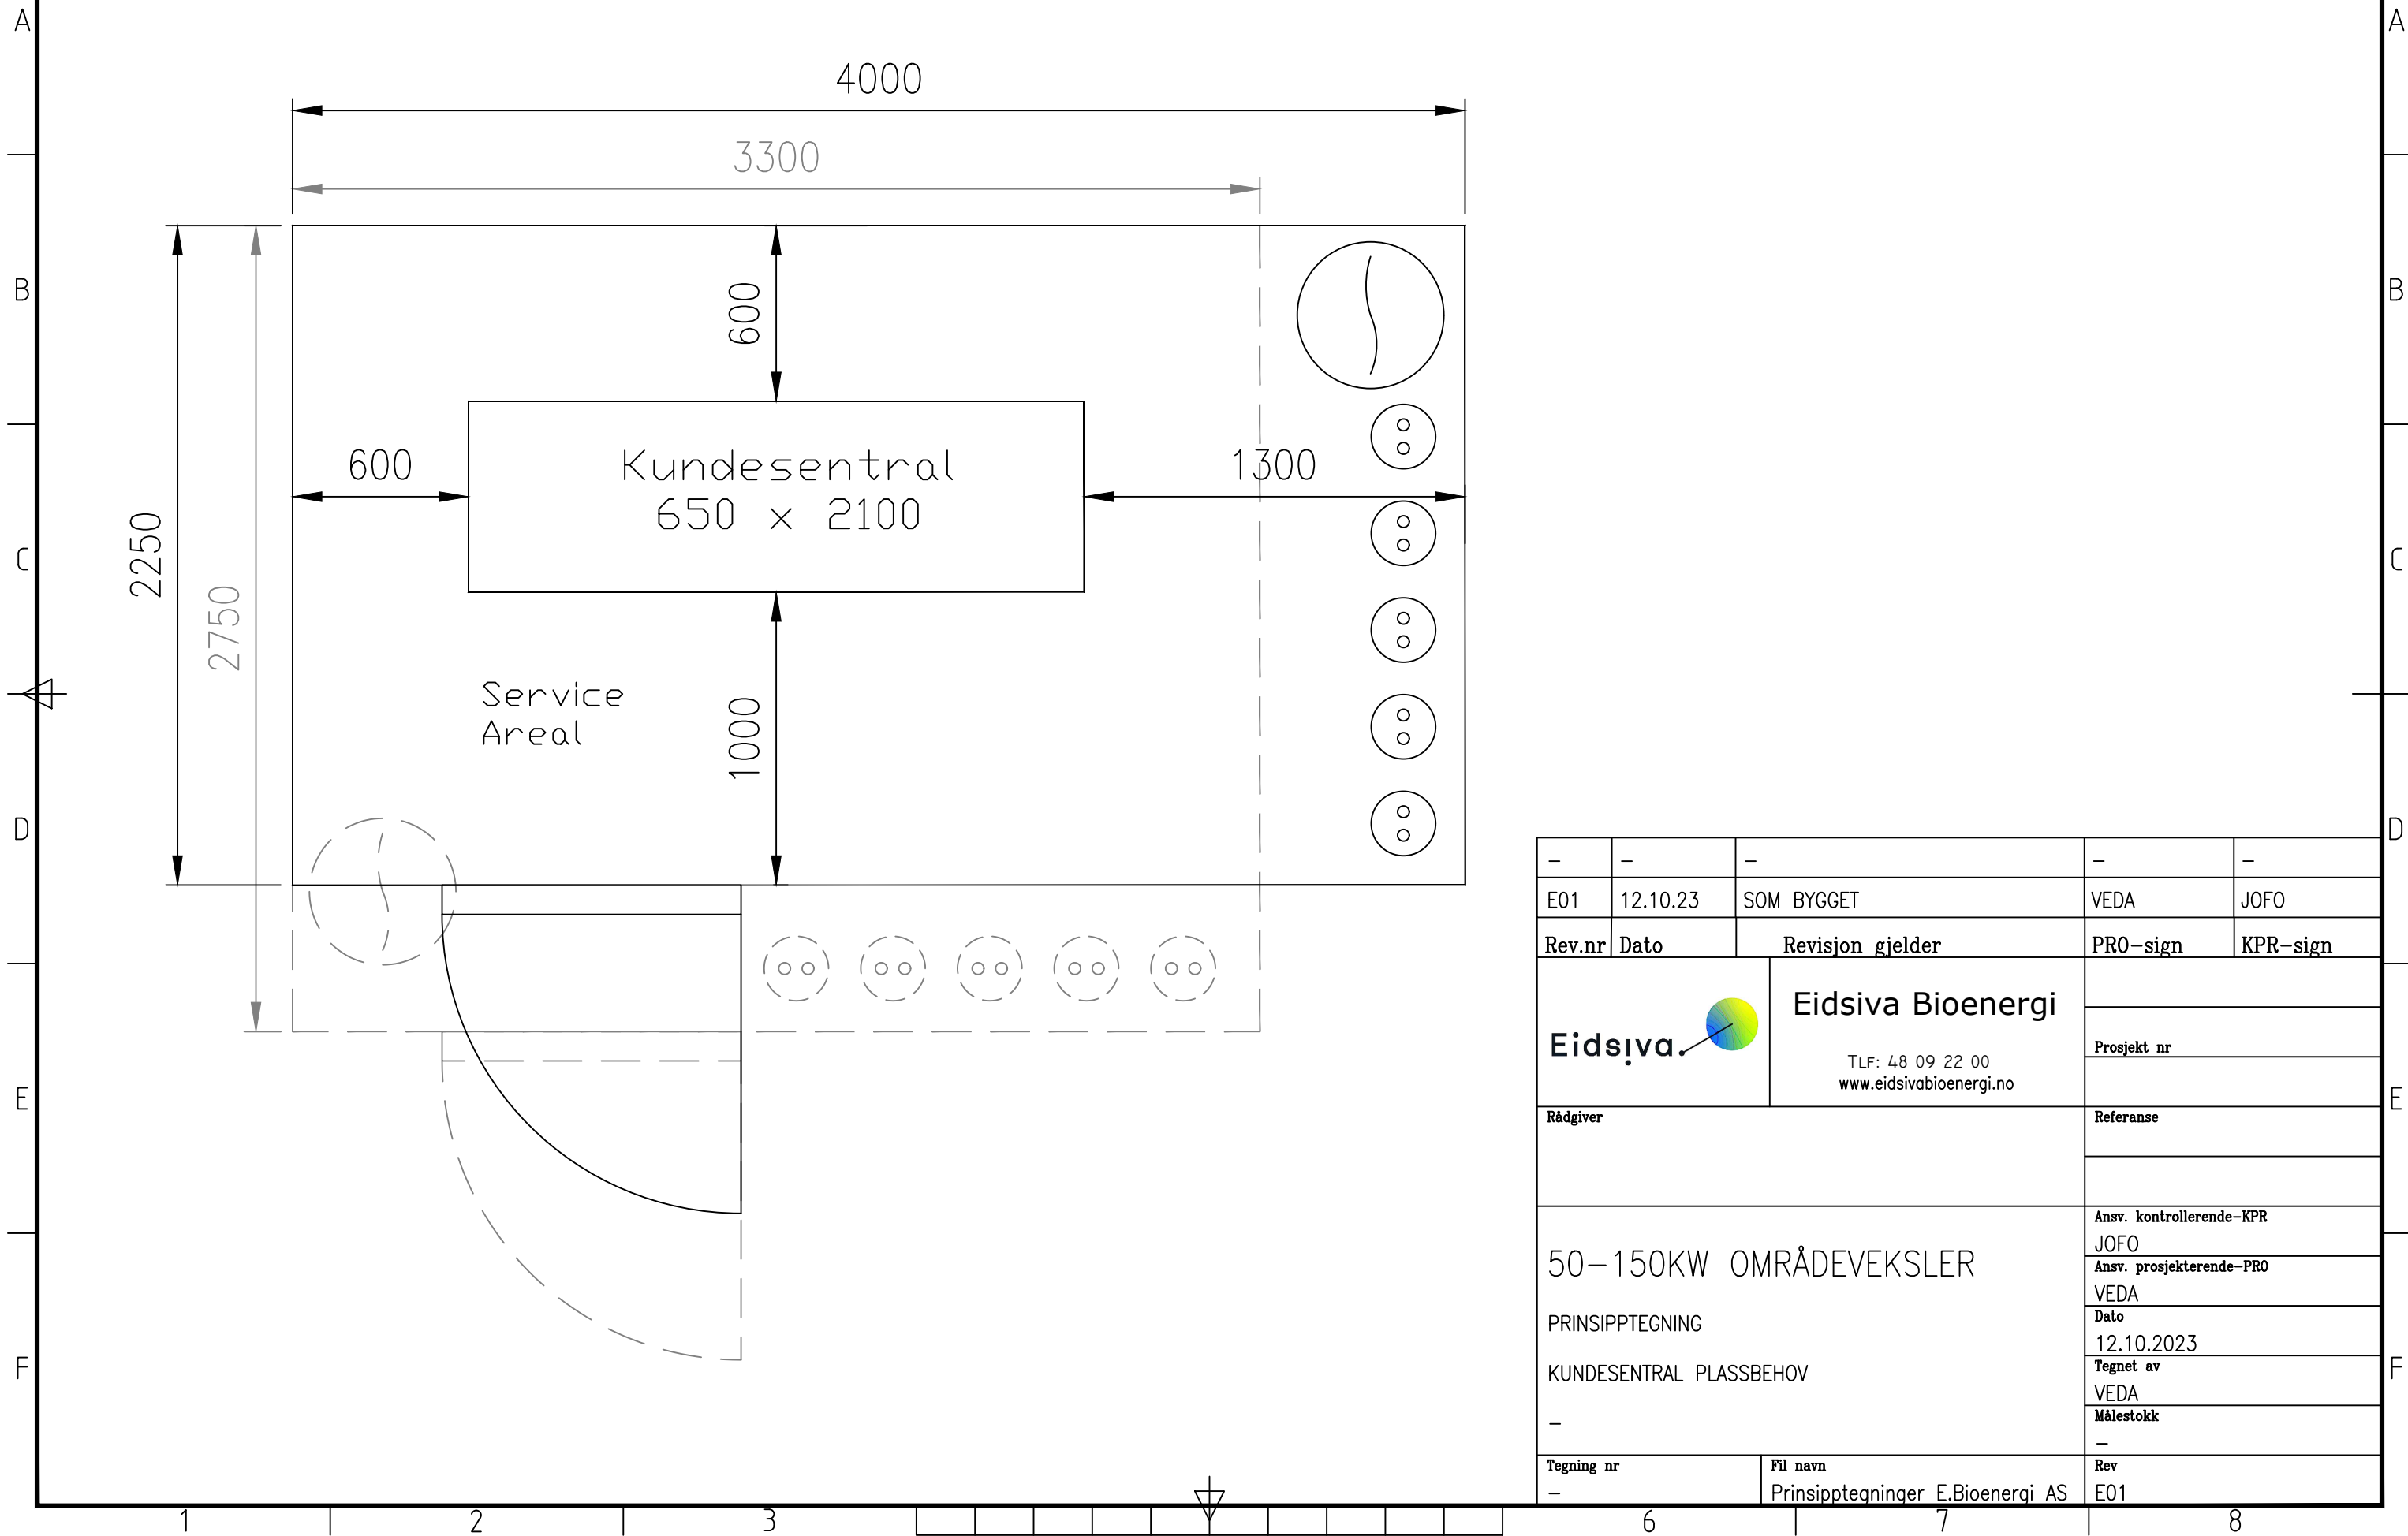 A
A
4000
3300
B
600
B
600
Kundesentral
650 x 2100
1300
C
2250
2750
C
Service
Areal
1000
D
D
– – – – –
E01 12.10.23 SOM BYGGET VEDA JOFO
Rev.nr Dato Revisjon gjelder PRO-sign KPR-sign
Eidsiva
Eidsiva Bioenergi
TLF: 48 09 22 00
www.eidsivabioenergi.no
Prosjekt nr
E
E
Rådgiver
Referanse
50-150KW OMRÅDEVEKSLER
PRINSIPPTEGNING
KUNDESENTRAL PLASSBEHOV
–
Ansv. kontrollerende-KPR
JOFO
Ansv. prosjekterende-PRO
VEDA
Dato
12.10.2023
Tegnet av
VEDA
Målestokk
–
F
F
Tegning nr
–
Fil navn
Prinsipptegninger E.Bioenergi AS
Rev
E01
1 2 3 6 7 8